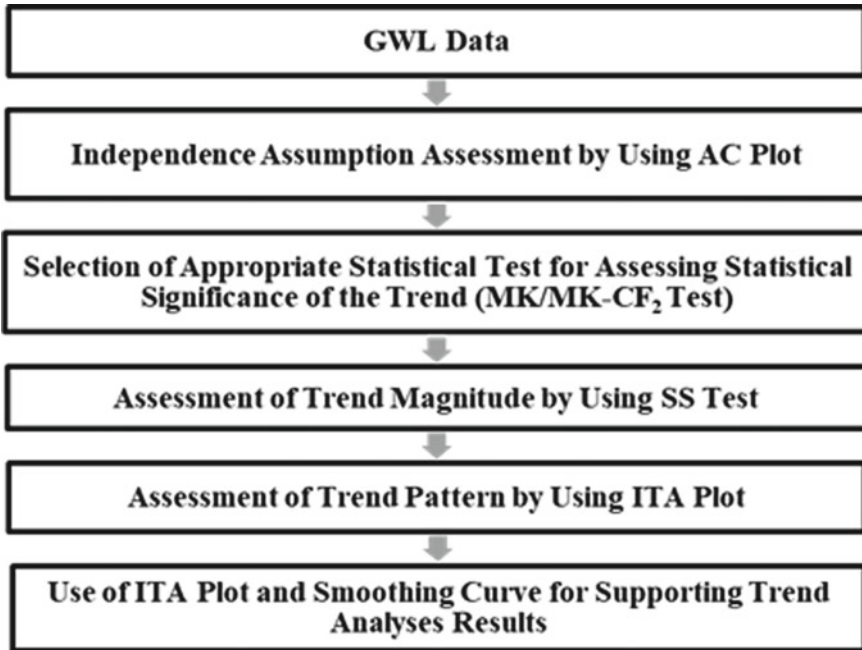 GWL Data
Independence Assumption Assessment by Using AC Plot
Selection of Appropriate Statistical Test for Assessing Statistical
Significance of the Trend (MK/MK-CF₂ Test)
Assessment of Trend Magnitude by Using SS Test
Assessment of Trend Pattern by Using ITA Plot
Use of ITA Plot and Smoothing Curve for Supporting Trend
Analyses Results